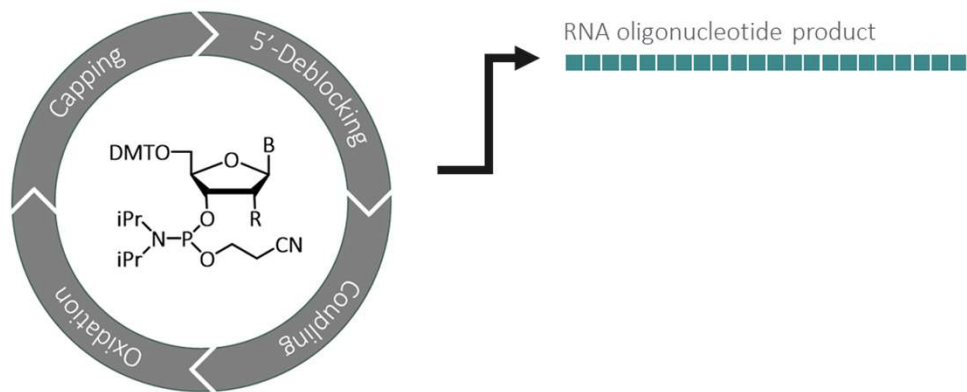 Capping
5'-Deblocking
Coupling
Oxidation
DMTO
O
B
O
R
iPr
N
P
iPr
O
CN
RNA oligonucleotide product